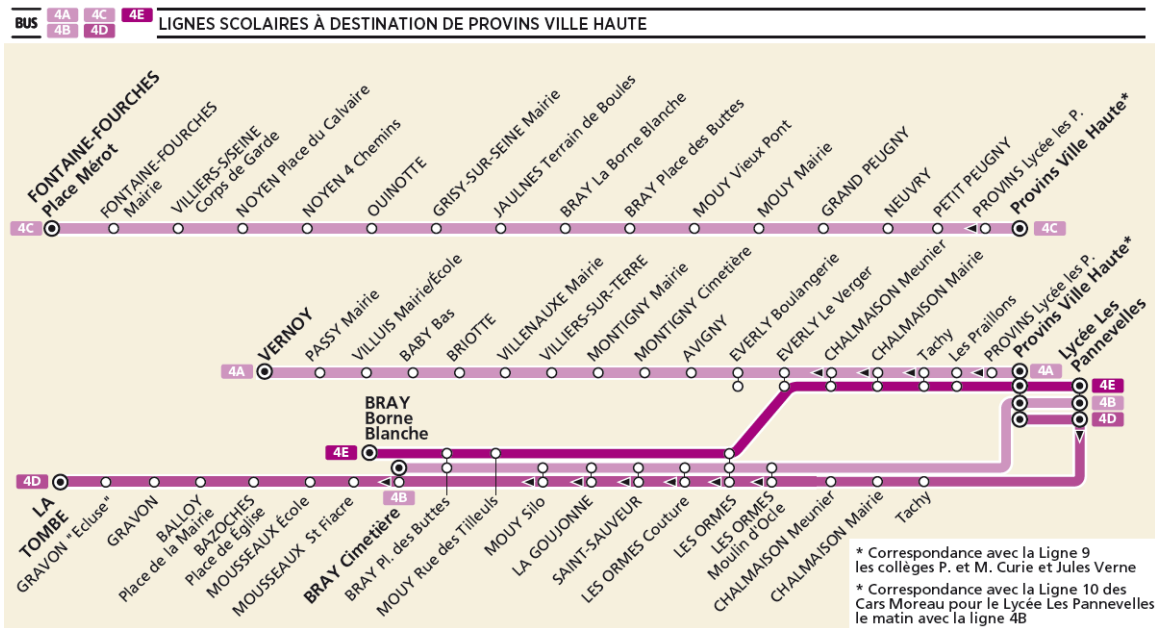 BUS 4A 4C 4E LIGNES SCOLAIRES À DESTINATION DE PROVINS VILLE HAUTE
4B 4D
FONTAINE-FOURCHES
Place Mérot
FONTAINE-FOURCHES
Mairie
VILLIERS-S/SEINE
Corps de Garde
NOYEN Place du Calvaire
NOYEN 4 Chemins
OUINOTTE
GRISY-SUR-SEINE Mairie
JAULNES Terrain de Boules
BRAY La Borne Blanche
BRAY Place des Buttes
MOUY Vieux Pont
MOUY Mairie
GRAND PEUGNY
NEUVRY
PETIT PEUGNY
PROVINS Lycée les P.
Provins Ville Haute*
4C
4C
VERNOY
PASSY Mairie
VILLUIS Mairie/École
BABY Bas
BRIOTTE
VILLENAUXE Mairie
VILLIERS-SUR-TERRE
MONTIGNY Mairie
MONTIGNY Cimetière
AVIGNY
EVERLY Boulangerie
EVERLY Le Verger
CHALMAISON Meunier
CHALMAISON Mairie
Tachy
Les Praillons
PROVINS Lycée les P.
Provins Ville Haute*
Lycée Les
Pannevelles
4A
4A
4E
4B
4D
BRAY
Borne
Blanche
4E
4D
4B
LA
TOMBE
GRAVON "Ecluse"
GRAVON
BALLOY
Place de la Mairie
BAZOCHES
Place de Église
MOUSSEAUX École
MOUSSEAUX St Fiacre
BRAY Cimetière
BRAY Pl. des Buttes
MOUY Rue des Tilleuls
MOUY Silo
LA GOUJONNE
SAINT-SAUVEUR
LES ORMES Couture
LES ORMES
LES ORMES
Moulin d'Ocle
CHALMAISON Meunier
CHALMAISON Mairie
Tachy
* Correspondance avec la Ligne 9
les collèges P. et M. Curie et Jules Verne
* Correspondance avec la Ligne 10 des
Cars Moreau pour le Lycée Les Pannevelles
le matin avec la ligne 4B